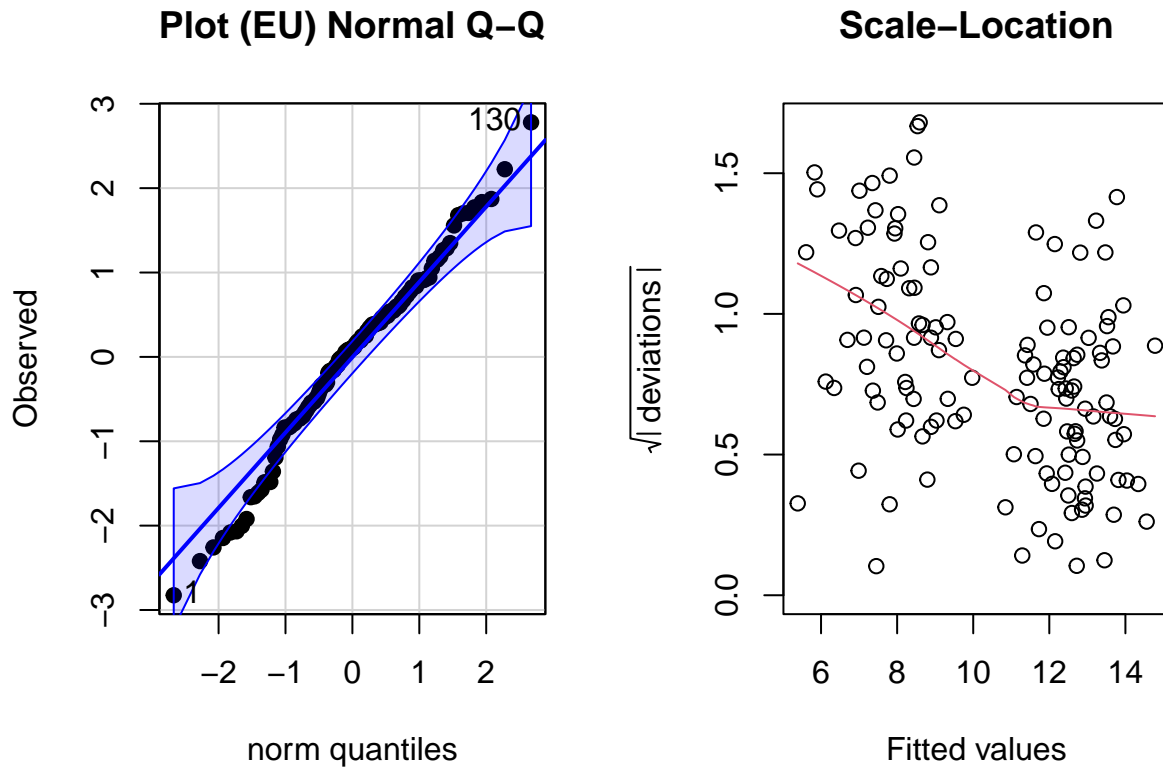 Plot (EU) Normal Q−Q
3
2
1
0
−1
−2
−3
Observed
130
1
−2 −1 0 1 2
norm quantiles
Scale−Location
1.5
1.0
0.5
0.0
√| deviations |
6 8 10 12 14
Fitted values